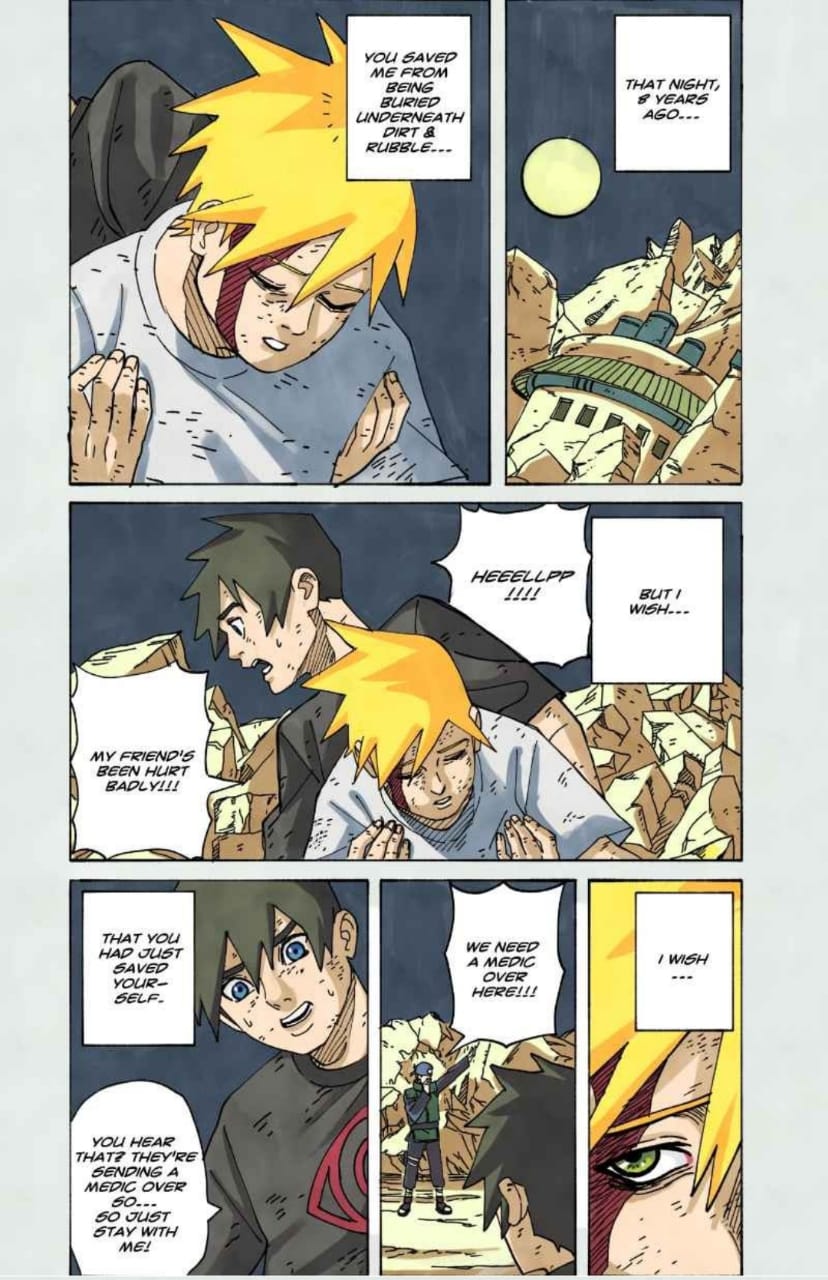 THAT NIGHT,
8 YEARS
AGO---
YOU SAVED
ME FROM
BEING
BURIED
UNDERNEATH
DIRT &
RUBBLE---
BUT I
WISH---
HEEELLPP
!!!!
MY FRIEND'S
BEEN HURT
BADLY!!!
I WISH
---
WE NEED
A MEDIC
OVER
HERE!!!
THAT YOU
HAD JUST
SAVED
YOUR-
SELF.
YOU HEAR
THAT? THEY'RE
SENDING A
MEDIC OVER
SO---
SO JUST
STAY WITH
ME!